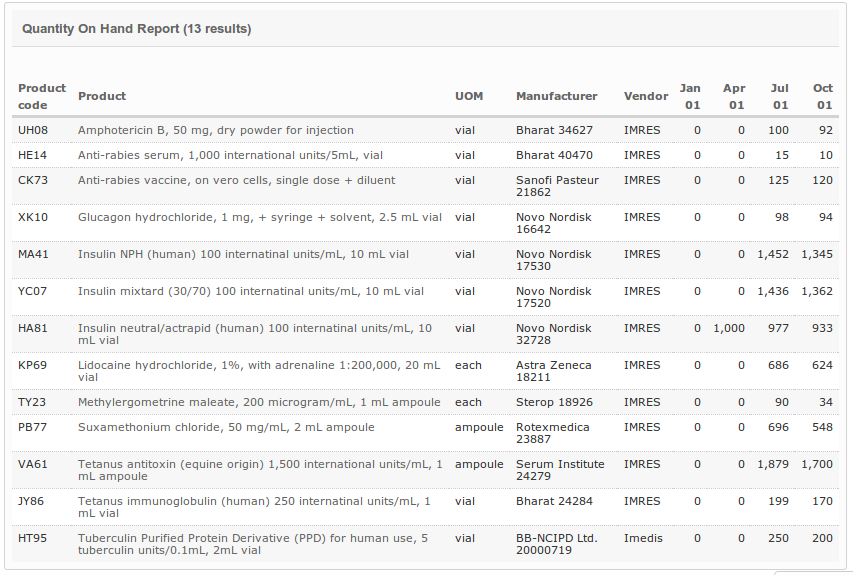 Quantity On Hand Report (13 results)
Product code Product UOM Manufacturer Vendor Jan 01 Apr 01 Jul 01 Oct 01
UH08 Amphotericin B, 50 mg, dry powder for injection vial Bharat 34627 IMRES 0 0 100 92
HE14 Anti-rabies serum, 1,000 international units/5mL, vial vial Bharat 40470 IMRES 0 0 15 10
CK73 Anti-rabies vaccine, on vero cells, single dose + diluent vial Sanofi Pasteur 21862 IMRES 0 0 125 120
XK10 Glucagon hydrochloride, 1 mg, + syringe + solvent, 2.5 mL vial vial Novo Nordisk 16642 IMRES 0 0 98 94
MA41 Insulin NPH (human) 100 internatinal units/mL, 10 mL vial vial Novo Nordisk 17530 IMRES 0 0 1,452 1,345
YC07 Insulin mixtard (30/70) 100 internatinal units/mL, 10 mL vial vial Novo Nordisk 17520 IMRES 0 0 1,436 1,362
HA81 Insulin neutral/actrapid (human) 100 internatinal units/mL, 10 mL vial vial Novo Nordisk 32728 IMRES 0 1,000 977 933
KP69 Lidocaine hydrochloride, 1%, with adrenaline 1:200,000, 20 mL vial each Astra Zeneca 18211 IMRES 0 0 686 624
TY23 Methylergometrine maleate, 200 microgram/mL, 1 mL ampoule each Sterop 18926 IMRES 0 0 90 34
PB77 Suxamethonium chloride, 50 mg/mL, 2 mL ampoule ampoule Rotexmedica 23887 IMRES 0 0 696 548
VA61 Tetanus antitoxin (equine origin) 1,500 international units/mL, 1 mL ampoule ampoule Serum Institute 24279 IMRES 0 0 1,879 1,700
JY86 Tetanus immunoglobulin (human) 250 internatinal units/mL, 1 mL vial vial Bharat 24284 IMRES 0 0 199 170
HT95 Tuberculin Purified Protein Derivative (PPD) for human use, 5 tuberculin units/0.1mL, 2mL vial vial BB-NCIPD Ltd. 20000719 Imedis 0 0 250 200